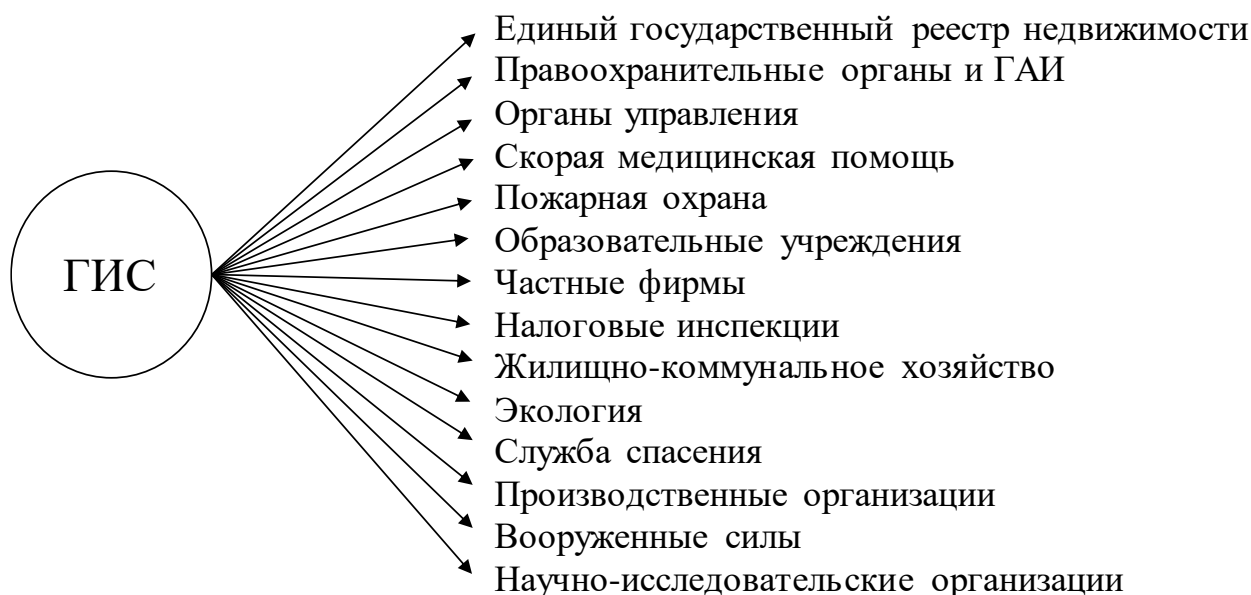 Единый государственный реестр недвижимости
Правоохранительные органы и ГАИ
Органы управления
Скорая медицинская помощь
Пожарная охрана
Образовательные учреждения
ГИС
Частные фирмы
Налоговые инспекции
Жилищно-коммунальное хозяйство
Экология
Служба спасения
Производственные организации
Вооруженные силы
Научно-исследовательские организации